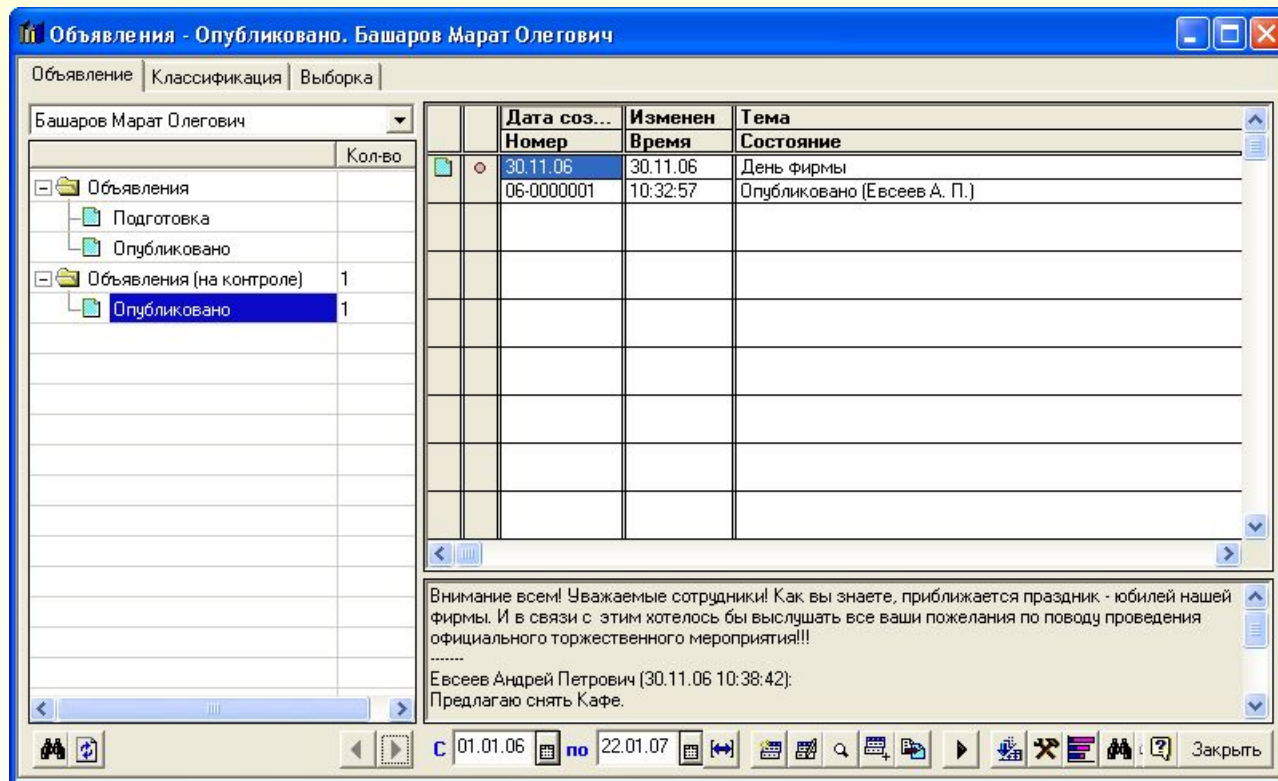 Объявления - Опубликовано. Башаров Марат Олегович
Объявление Классификация Выборка
Башаров Марат Олегович
Кол-во
Объявления
Подготовка
Опубликовано
Объявления (на контроле) 1
Опубликовано 1
Дата соз... Изменен Тема
Номер Время Состояние
30.11.06 30.11.06 День фирмы
06-0000001 10:32:57 Опубликовано (Евсеев А. П.)
Внимание всем! Уважаемые сотрудники! Как вы знаете, приближается праздник - юбилей нашей
фирмы. И в связи с этим хотелось бы выслушать все ваши пожелания по поводу проведения
официального торжественного мероприятия!!!
-------
Евсеев Андрей Петрович (30.11.06 10:38:42):
Предлагаю снять Кафе.
С 01.01.06 по 22.01.07 Закрыть